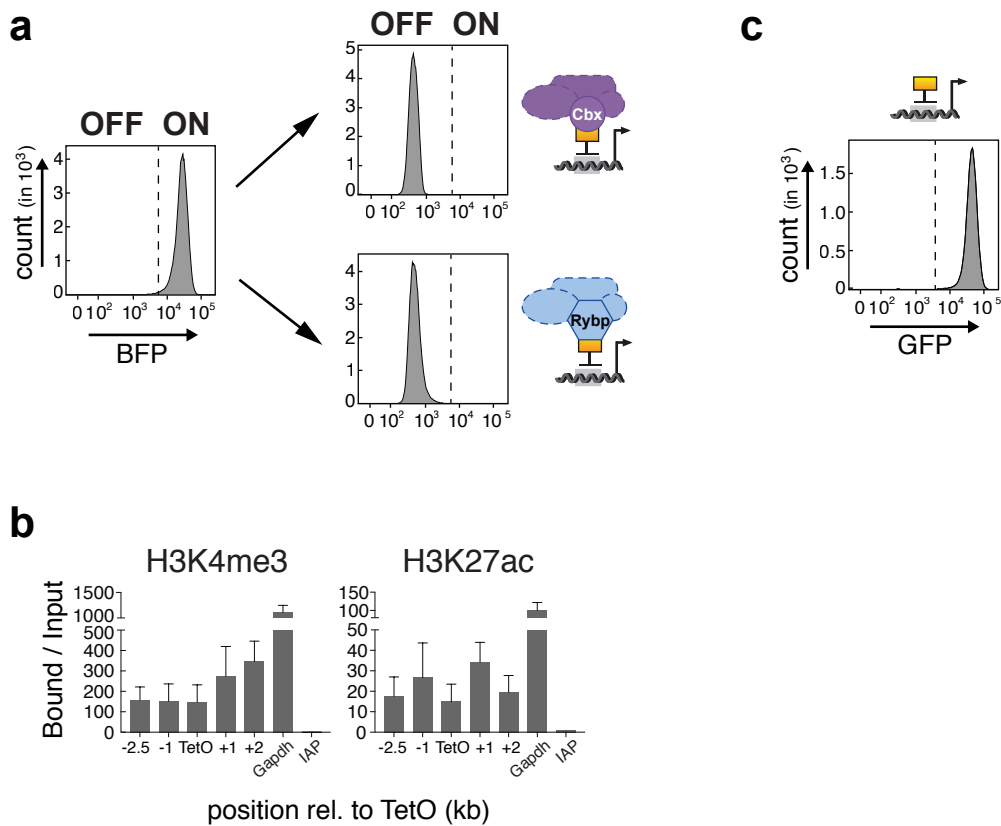 a
OFF ON
count (in 10³)
4
3
2
1
0
0 10² 10³ 10⁴ 10⁵
BFP
OFF ON
5
4
3
2
1
0
0 10² 10³ 10⁴ 10⁵
Cbx
4
3
2
1
0
0 10² 10³ 10⁴ 10⁵
Rybp
c
count (in 10³)
1.5
1.0
0.5
0
0 10² 10³ 10⁴ 10⁵
GFP
b
H3K4me3
Bound / Input
1500
1000
500
400
300
200
100
0
-2.5 -1 TetO +1 +2 Gapdh IAP
H3K27ac
150
100
50
40
30
20
10
0
-2.5 -1 TetO +1 +2 Gapdh IAP
position rel. to TetO (kb)